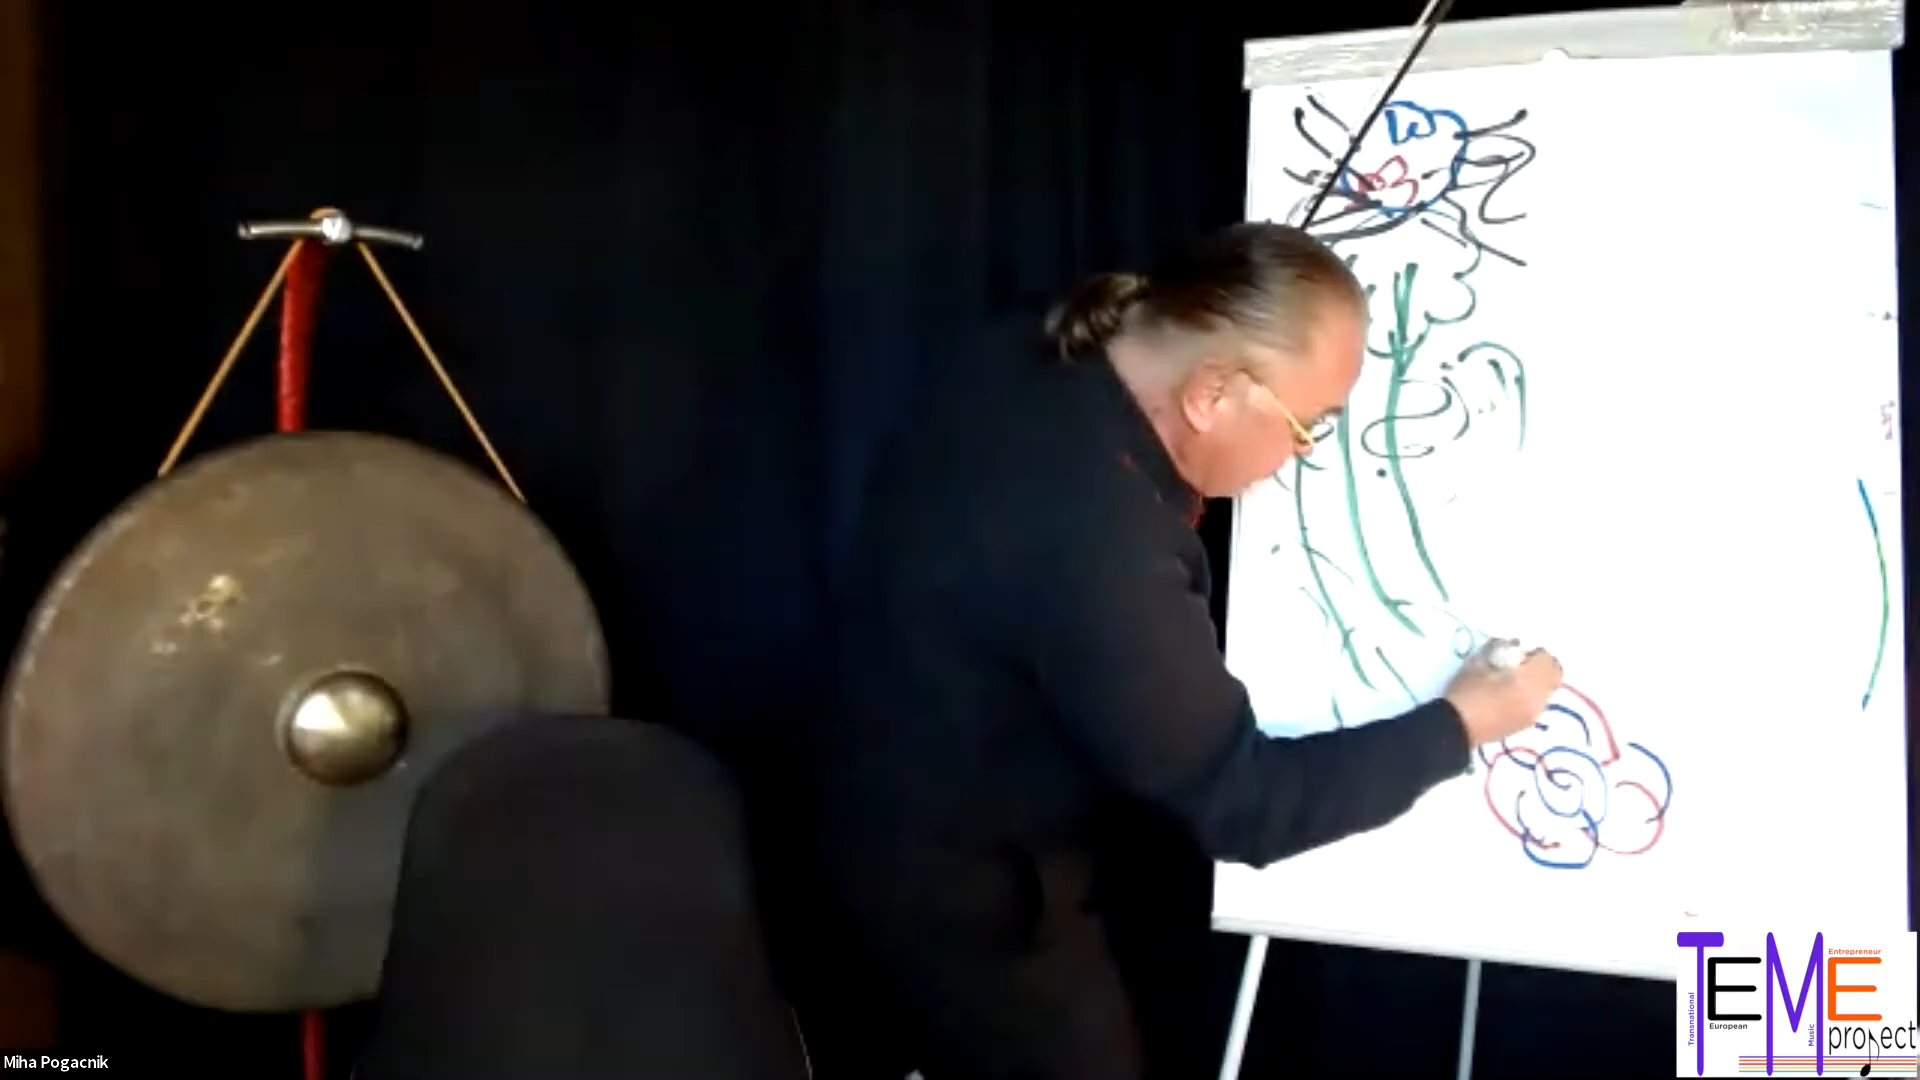 Miha Pogacnik
TEME
Transnational
European
Music
Entrepreneur
project